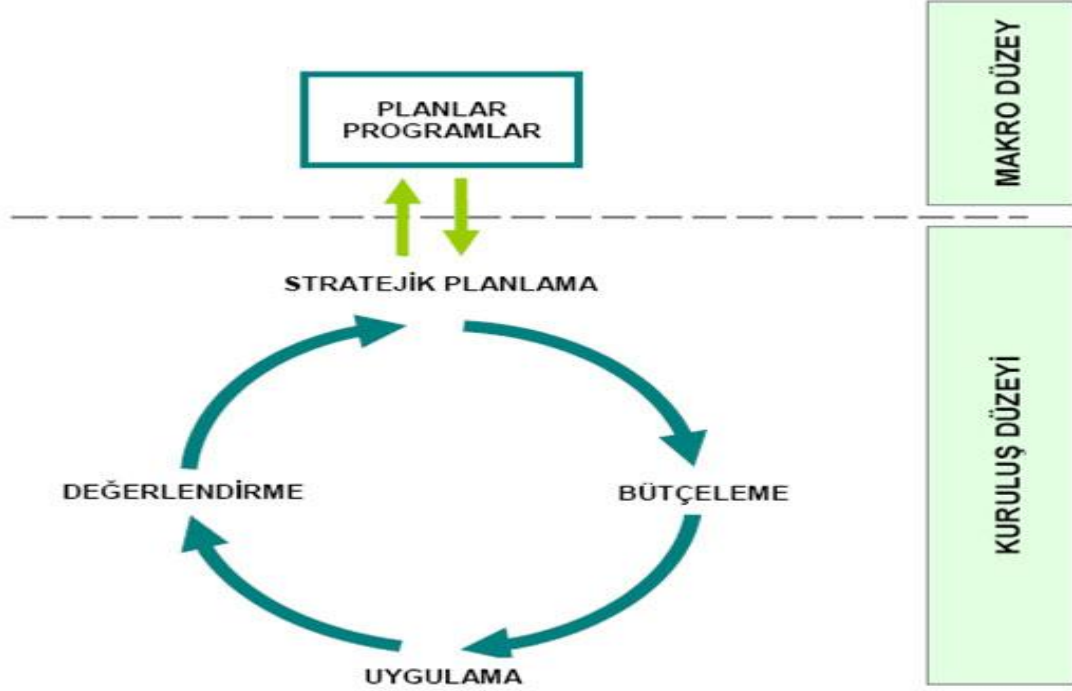 PLANLAR
PROGRAMLAR
MAKRO DÜZEY
STRATEJİK PLANLAMA
DEĞERLENDİRME
BÜTÇELEME
KURULUŞ DÜZEYİ
UYGULAMA